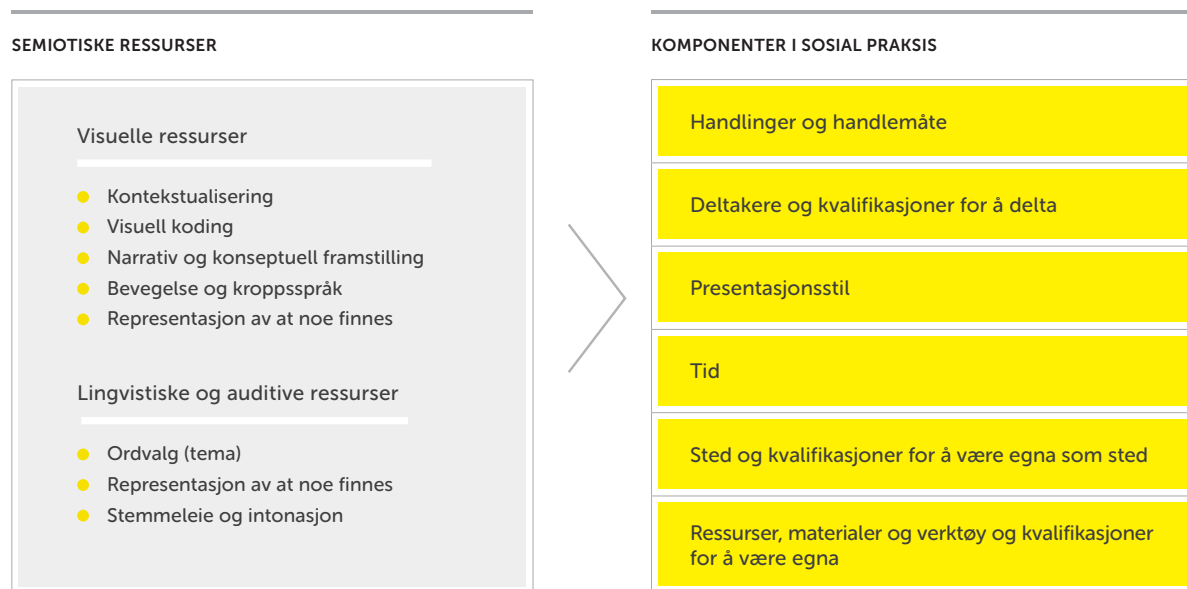 SEMIOTISKE RESSURSER
Visuelle ressurser
Kontekstualisering
Visuell koding
Narrativ og konseptuell framstilling
Bevegelse og kroppsspråk
Representasjon av at noe finnes
Lingvistiske og auditive ressurser
Ordvalg (tema)
Representasjon av at noe finnes
Stemmeleie og intonasjon
KOMPONENTER I SOSIAL PRAKSIS
Handlinger og handlemåte
Deltakere og kvalifikasjoner for å delta
Presentasjonsstil
Tid
Sted og kvalifikasjoner for å være egna som sted
Ressurser, materialer og verktøy og kvalifikasjoner
for å være egna